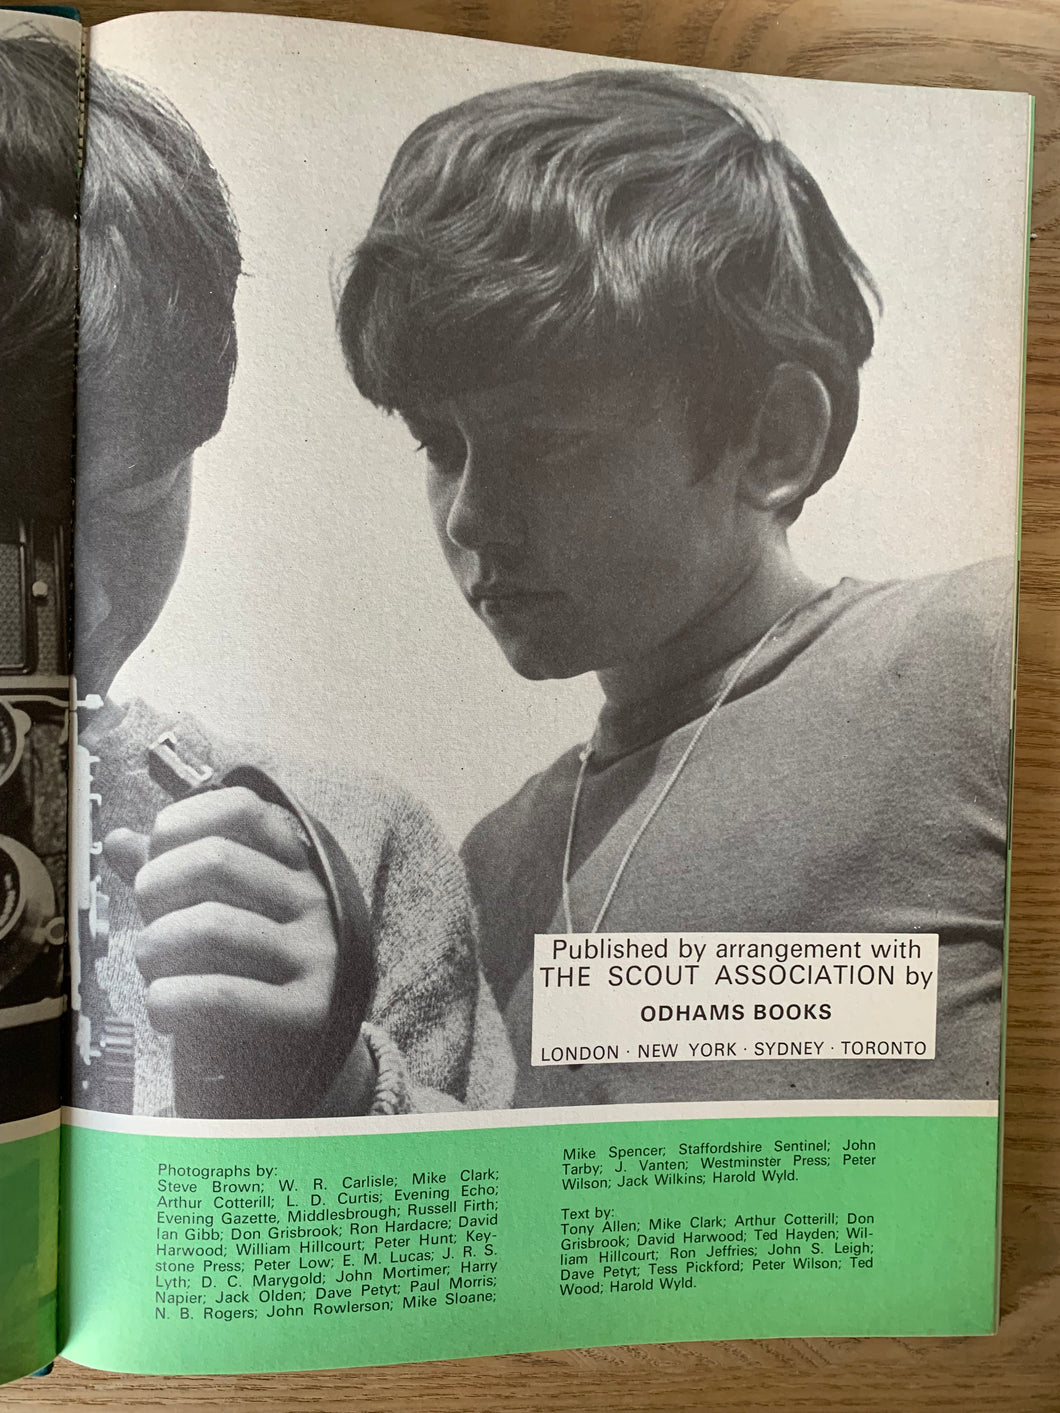 Published by arrangement with
THE SCOUT ASSOCIATION by
ODHAMS BOOKS
LONDON · NEW YORK · SYDNEY · TORONTO
Photographs by:
Steve Brown; W. R. Carlisle; Mike Clark;
Arthur Cotterill; L. D. Curtis; Evening Echo;
Evening Gazette, Middlesbrough; Russell Firth;
Ian Gibb; Don Grisbrook; Ron Hardacre; David
Harwood; William Hillcourt; Peter Hunt; Key-
stone Press; Peter Low; E. M. Lucas; J. R. S.
Lyth; D. C. Marygold; John Mortimer; Harry
Napier; Jack Olden; Dave Petyt; Paul Morris;
N. B. Rogers; John Rowlerson; Mike Sloane;
Mike Spencer; Staffordshire Sentinel; John
Tarby; J. Vanten; Westminster Press; Peter
Wilson; Jack Wilkins; Harold Wyld.
Text by:
Tony Allen; Mike Clark; Arthur Cotterill; Don
Grisbrook; David Harwood; Ted Hayden; Wil-
liam Hillcourt; Ron Jeffries; John S. Leigh;
Dave Petyt; Tess Pickford; Peter Wilson; Ted
Wood; Harold Wyld.